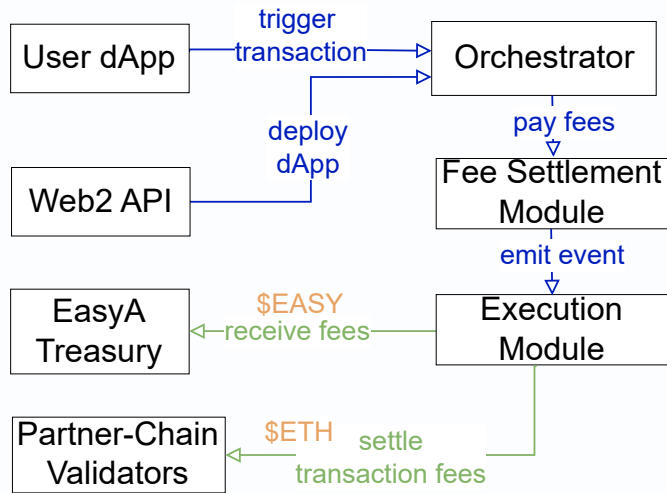 User dApp
trigger
transaction
Orchestrator
deploy
dApp
pay fees
Web2 API
Fee Settlement
Module
emit event
EasyA
Treasury
$EASY
receive fees
Execution
Module
Partner-Chain
Validators
$ETH
settle
transaction fees